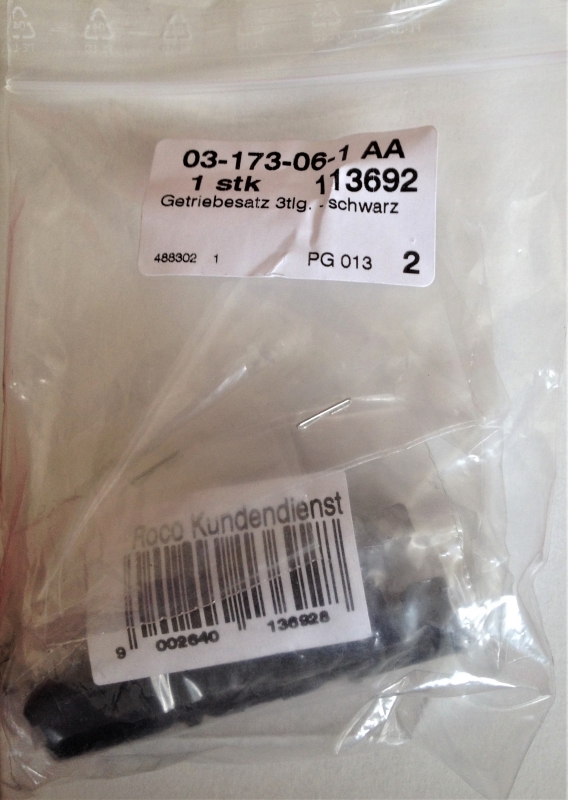 03-173-06-1 AA
1 stk 113692
Getriebesatz 3tlg. - schwarz
488302 1 PG 013 2
Roco Kundendienst
9 002640 136928